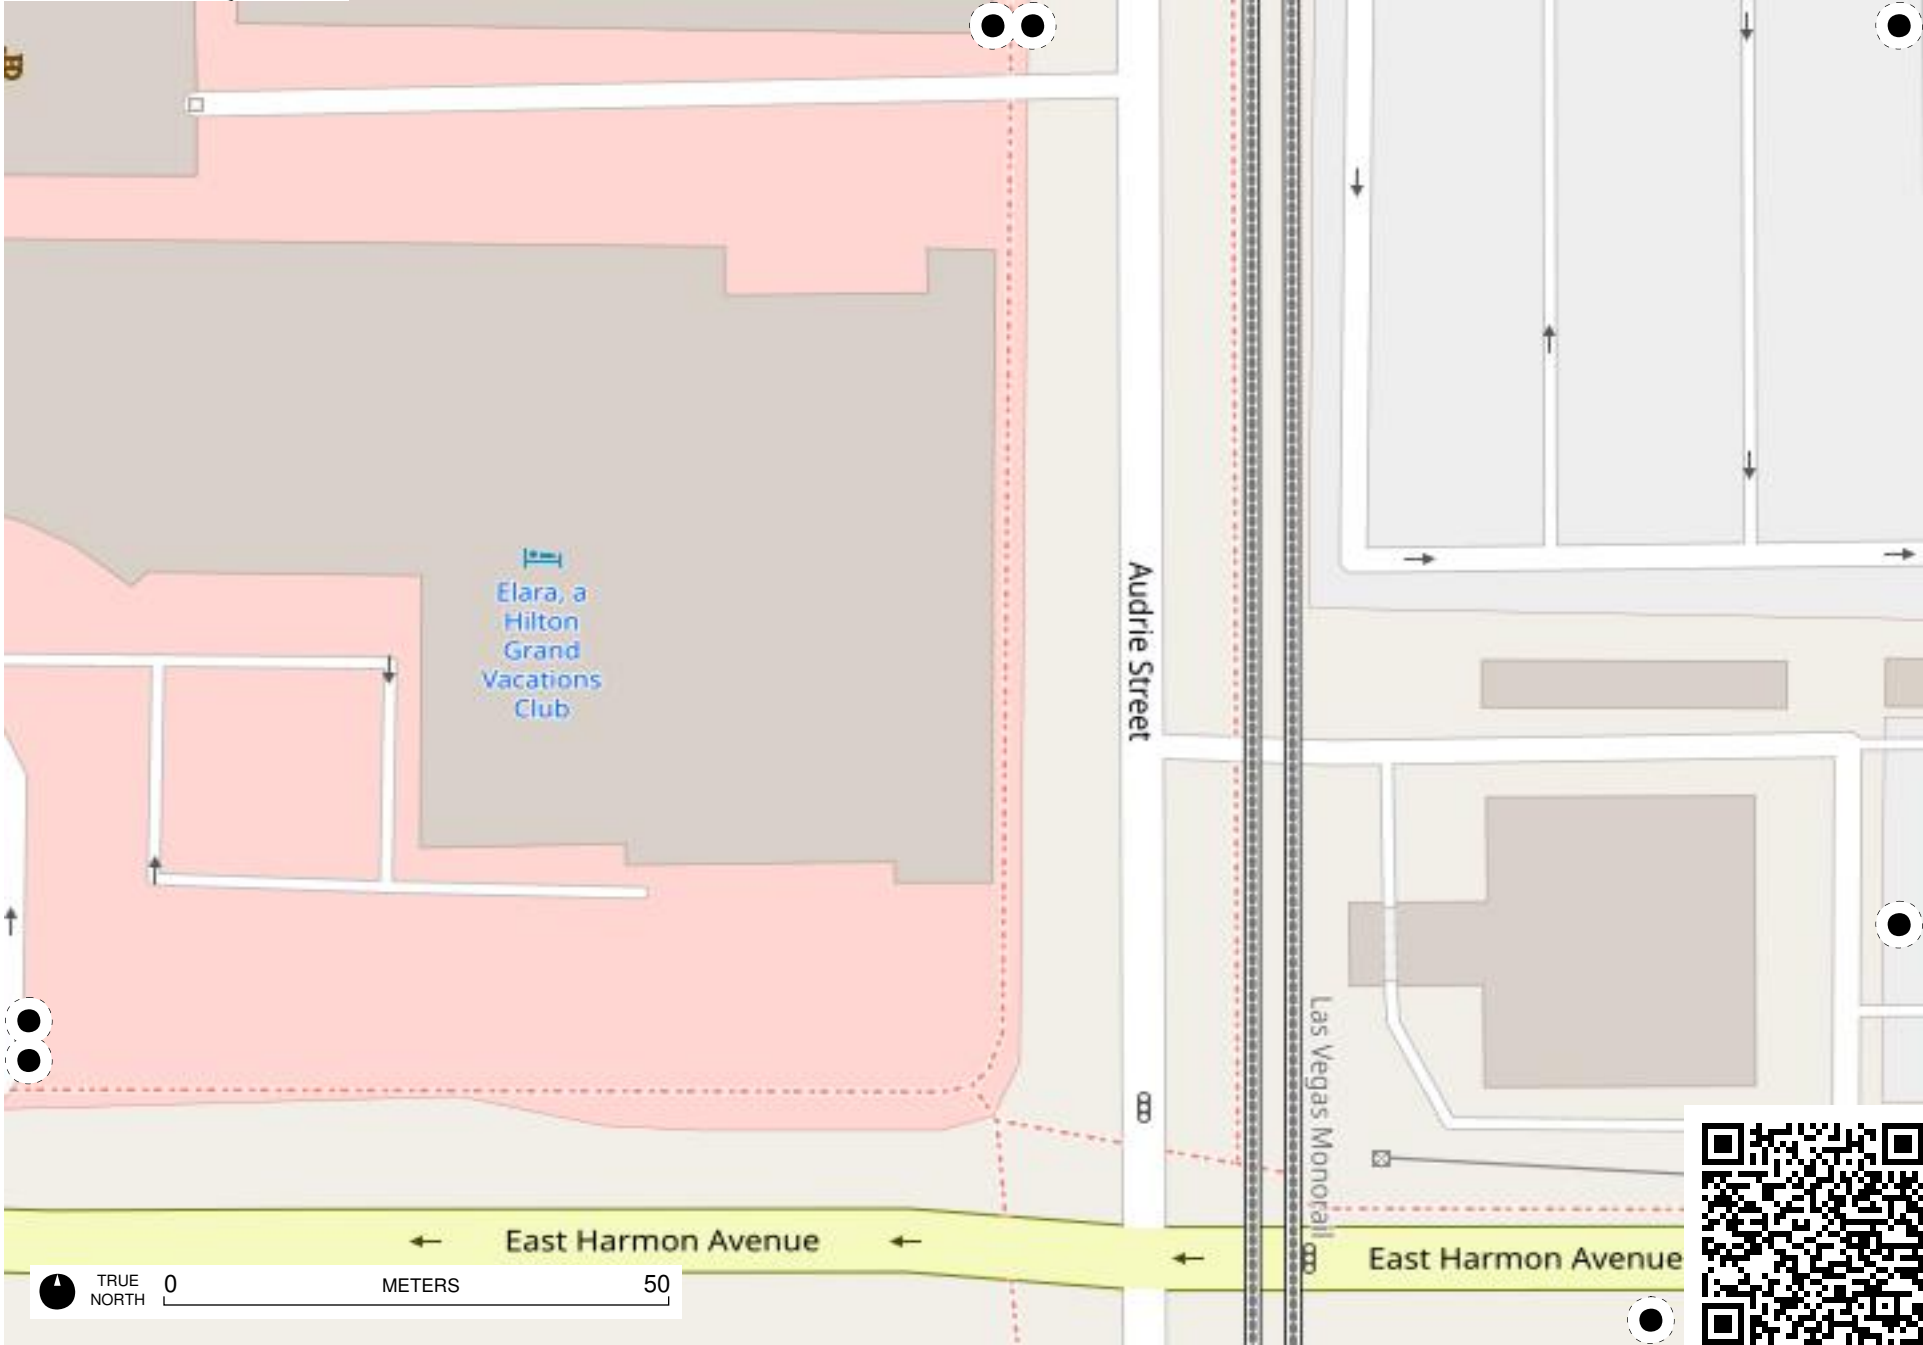 Elara, a
Hilton
Grand
Vacations
Club
Audrie Street
Las Vegas Monorail
East Harmon Avenue
East Harmon Avenue
TRUE
NORTH
0 METERS 50